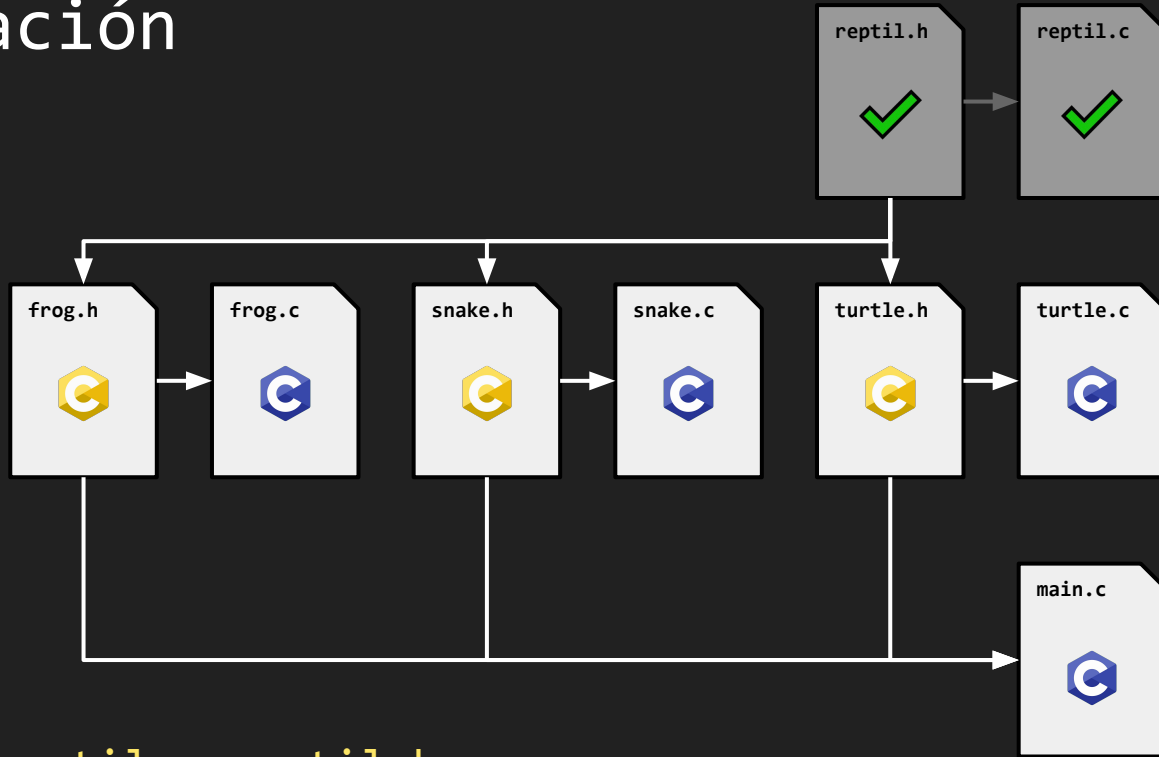 ación
reptil.h
reptil.c
frog.h
frog.c
snake.h
snake.c
turtle.h
turtle.c
main.c